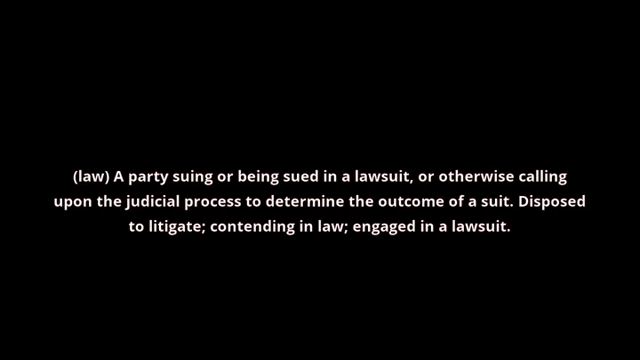 (law) A party suing or being sued in a lawsuit, or otherwise calling
upon the judicial process to determine the outcome of a suit. Disposed
to litigate; contending in law; engaged in a lawsuit.